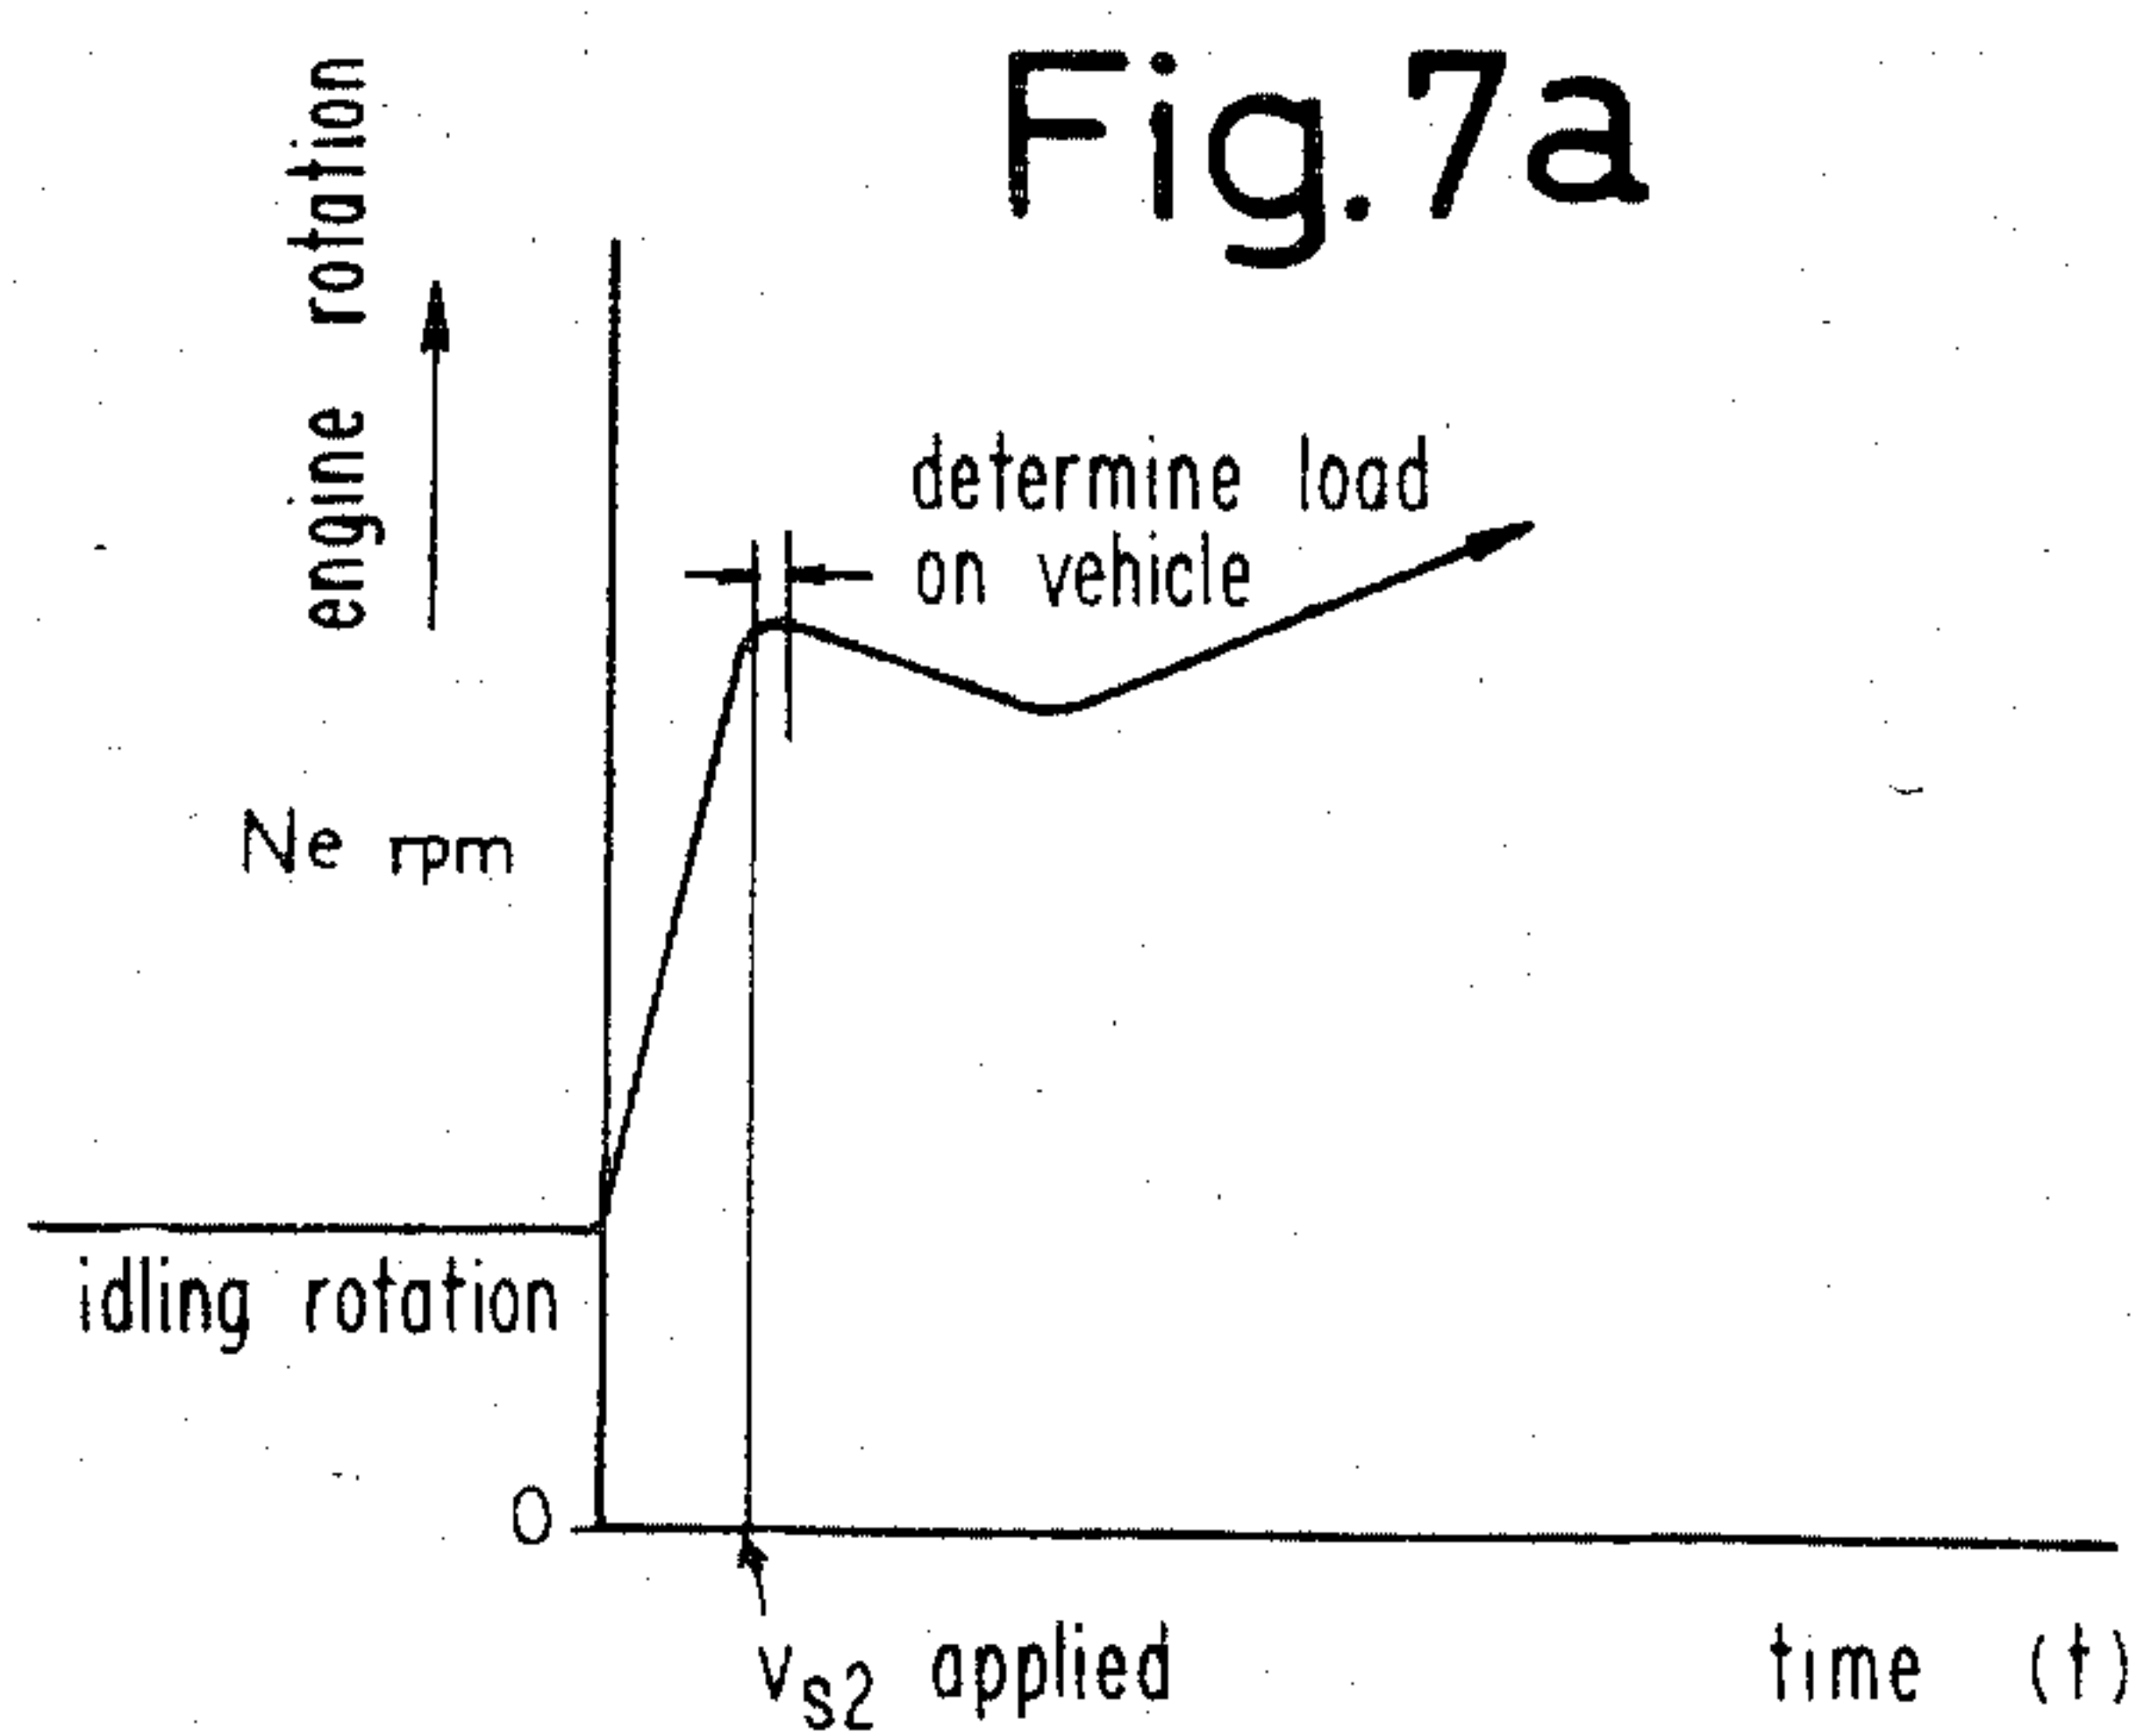 Fig.7a
engine rotation
determine load
on vehicle
Ne rpm
idling rotation
0
vs2 applied
time (t)